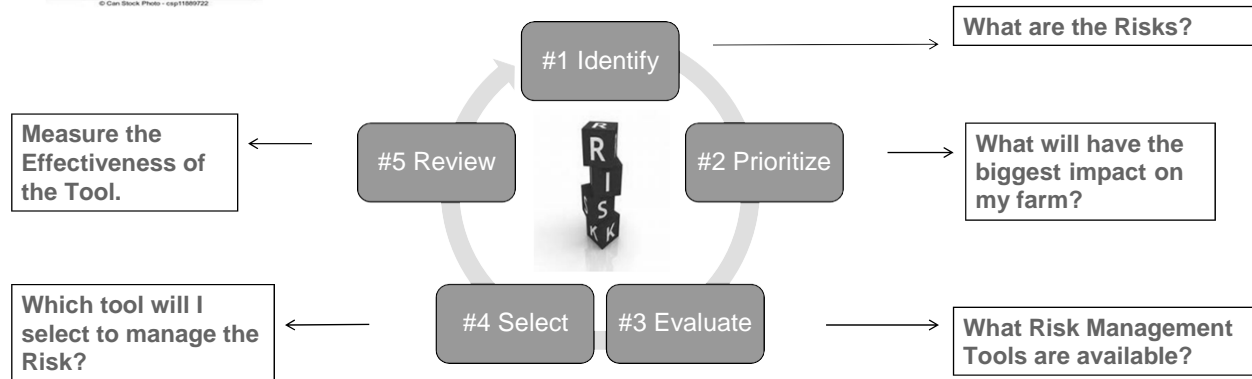 © Can Stock Photo - csp11889722
#1 Identify
What are the Risks?
#2 Prioritize
What will have the
biggest impact on
my farm?
#3 Evaluate
What Risk Management
Tools are available?
#4 Select
Which tool will I
select to manage the
Risk?
#5 Review
Measure the
Effectiveness of
the Tool.
R
R
I
S
S
K
K